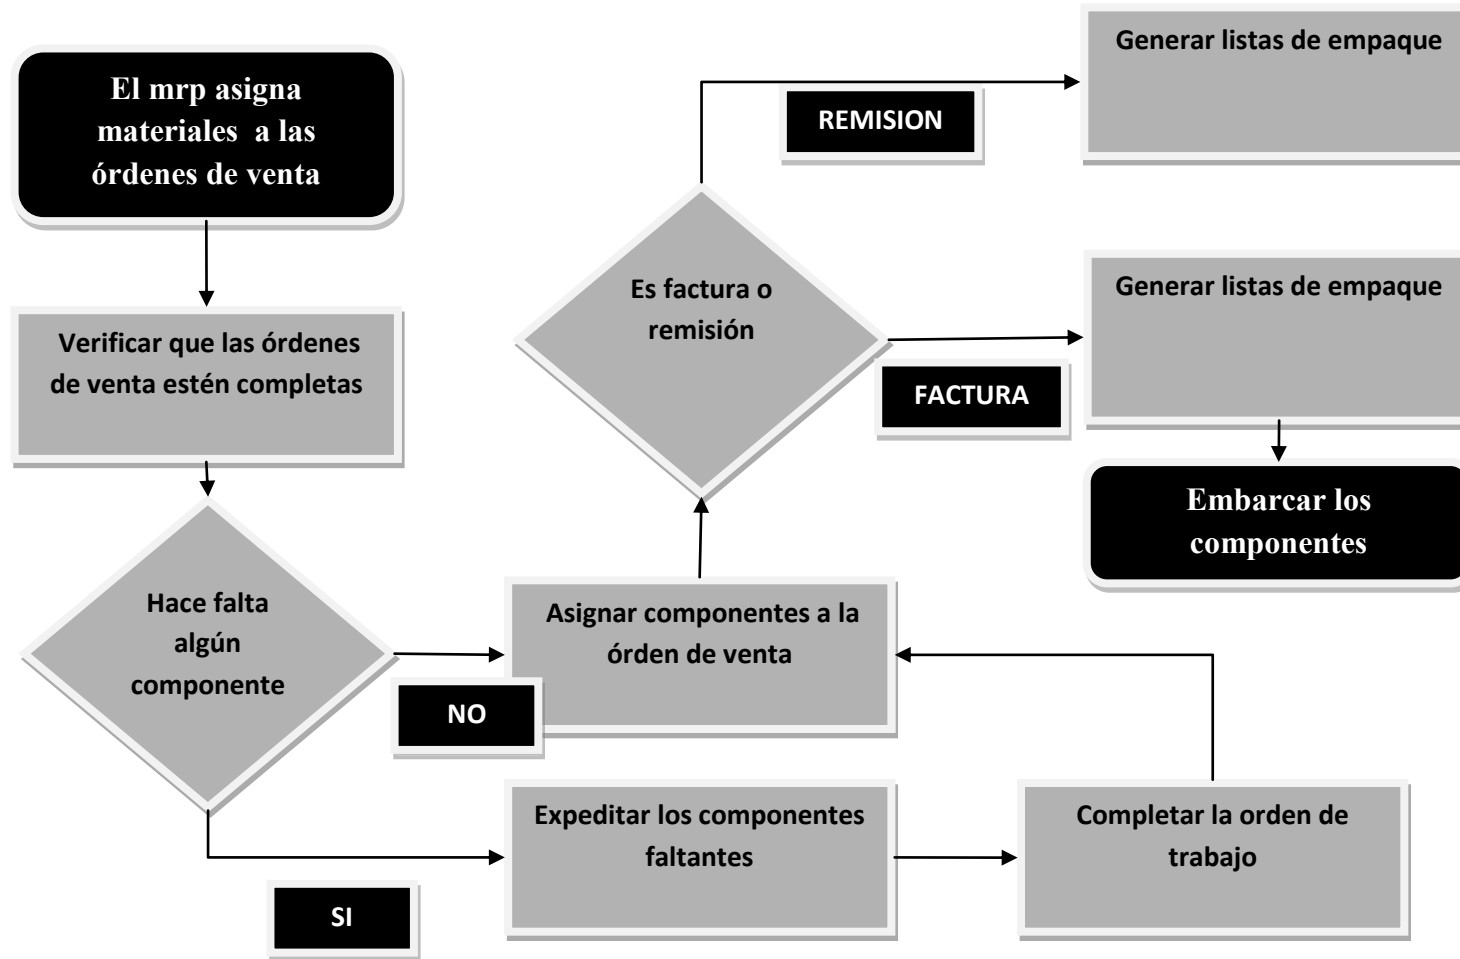 El mrp asigna
materiales a las
órdenes de venta
Verificar que las órdenes
de venta estén completas
Hace falta
algún
componente
NO
SI
Asignar componentes a la
órden de venta
Expeditar los componentes
faltantes
Completar la orden de
trabajo
Es factura o
remisión
REMISION
FACTURA
Generar listas de empaque
Generar listas de empaque
Embarcar los
componentes